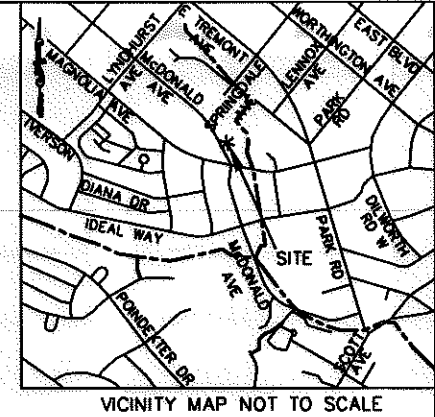 E TREMONT AVE
WORTHINGTON AVE
EAST BLVD
LYNDHURST AVE
McDONALD AVE
MAGNOLIA AVE
SPRINGDALE AVE
LENNOX AVE
PARK RD
IVERSON
DIANA DR
IDEAL WAY
McDONALD AVE
SITE
PARK RD
DILWORTH RD W
POINDEXTER DR
SCOTT AVE
VICINITY MAP NOT TO SCALE